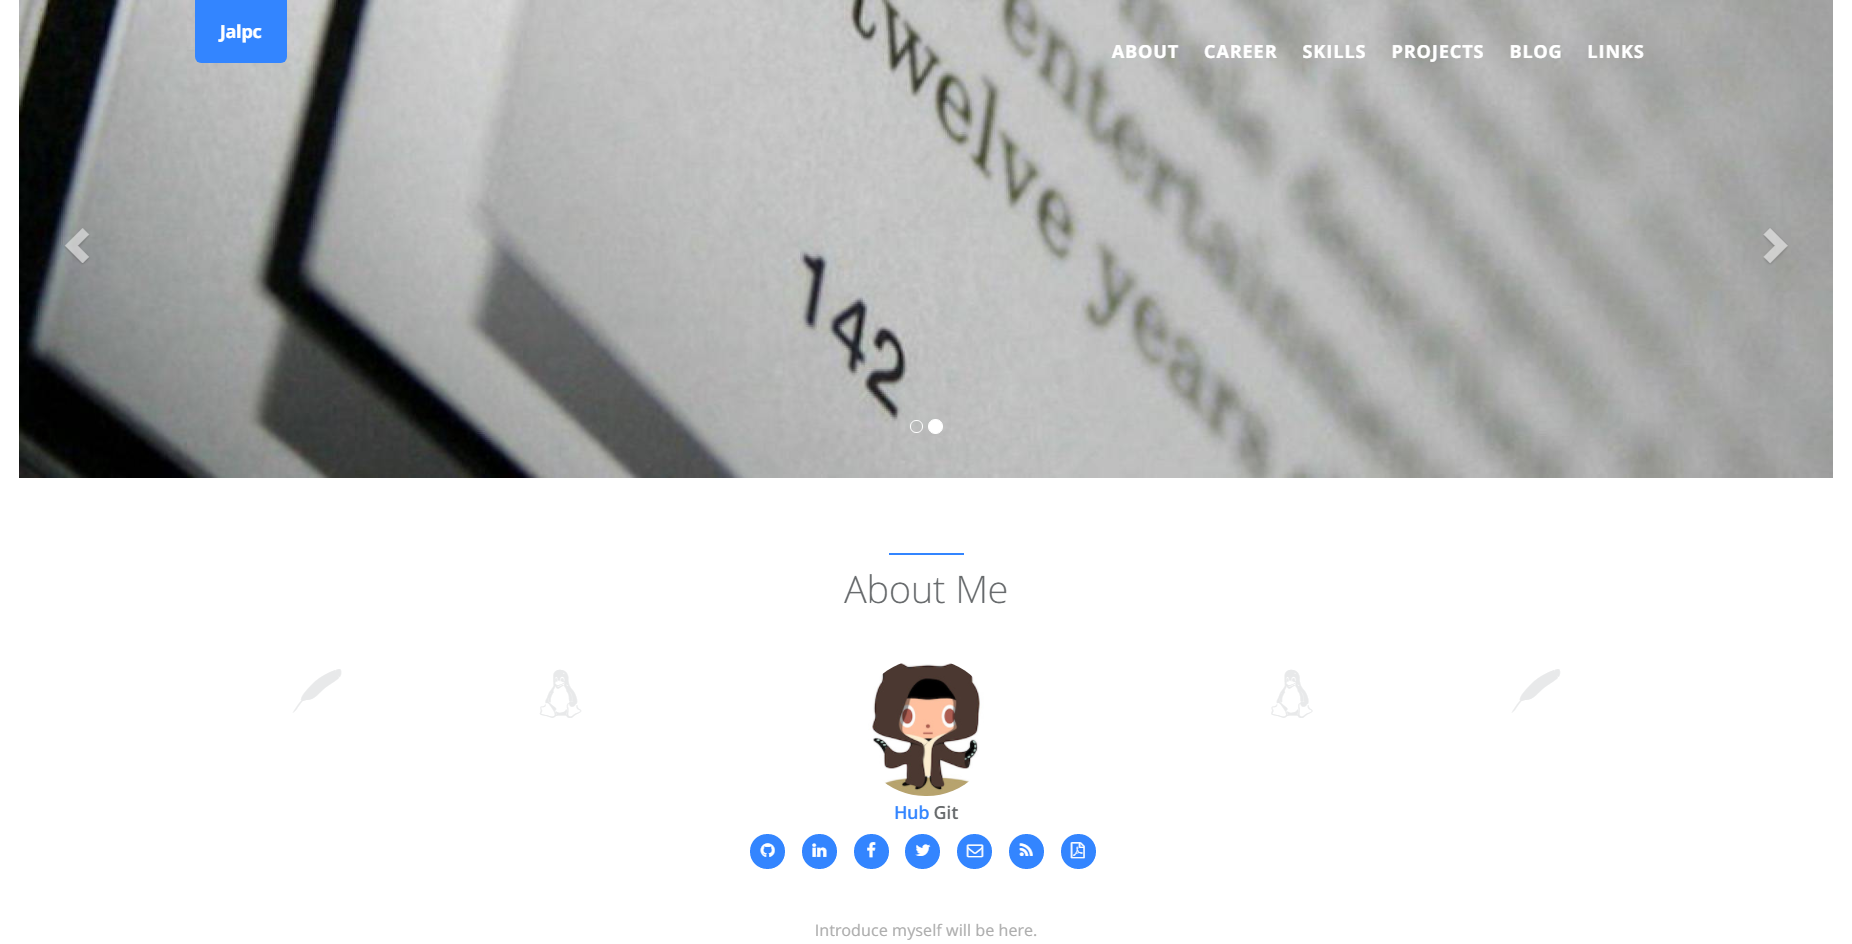 Jalpc
ABOUT CAREER SKILLS PROJECTS BLOG LINKS
twelve years
142
About Me
Hub Git
Introduce myself will be here.